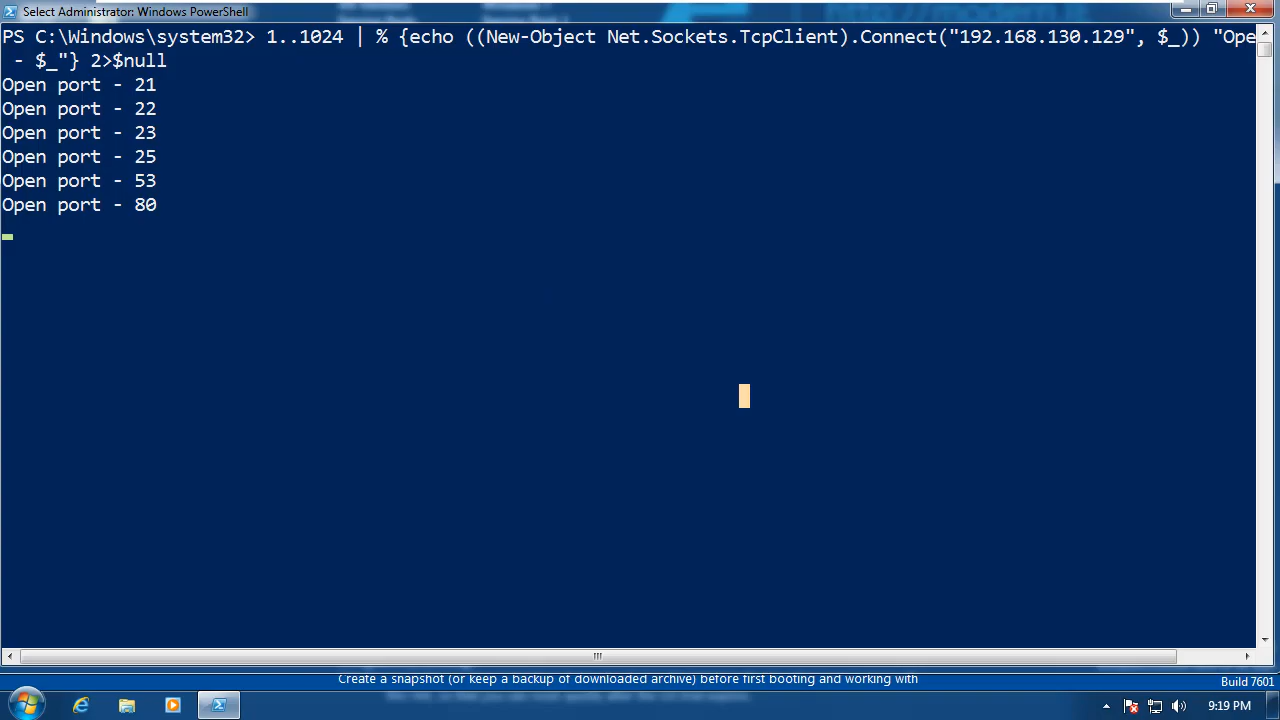 Select Administrator: Windows PowerShell
PS C:\Windows\system32> 1..1024 | % {echo ((New-Object Net.Sockets.TcpClient).Connect("192.168.130.129", $_)) "Ope
 - $_"} 2>$null
Open port - 21
Open port - 22
Open port - 23
Open port - 25
Open port - 53
Open port - 80
Create a snapshot (or keep a backup of downloaded archive) before first booting and working with
Build 7601
9:19 PM